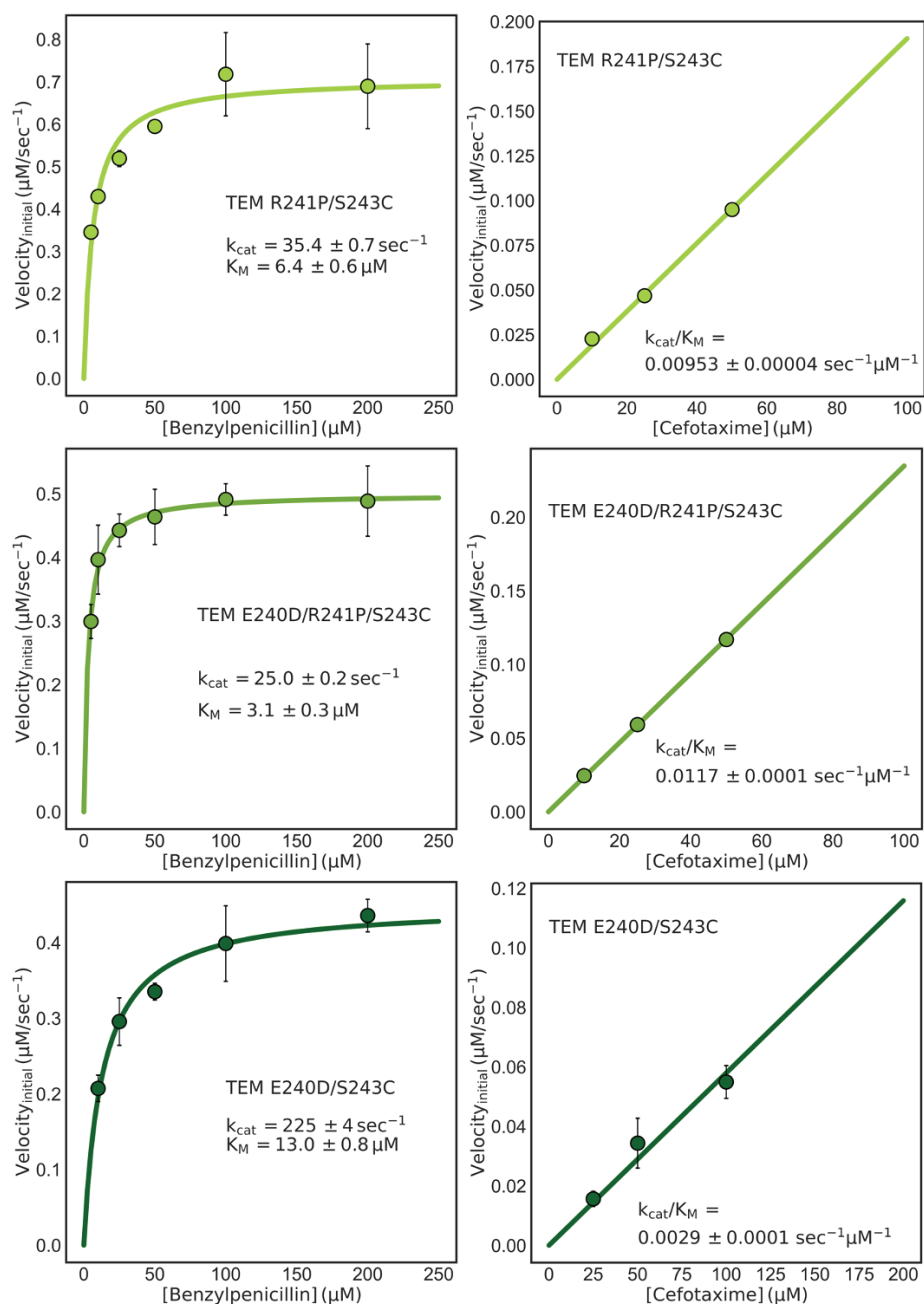 0.8
0.7
0.6
0.5
0.4
0.3
0.2
0.1
0.0
Velocity_initial (μM/sec⁻¹)
TEM R241P/S243C
k_cat = 35.4 ± 0.7 sec⁻¹
K_M = 6.4 ± 0.6 μM
0 50 100 150 200 250
[Benzylpenicillin] (μM)
0.200
0.175
0.150
0.125
0.100
0.075
0.050
0.025
0.000
Velocity_initial (μM/sec⁻¹)
TEM R241P/S243C
k_cat/K_M =
0.00953 ± 0.00004 sec⁻¹μM⁻¹
0 20 40 60 80 100
[Cefotaxime] (μM)
0.5
0.4
0.3
0.2
0.1
0.0
Velocity_initial (μM/sec⁻¹)
TEM E240D/R241P/S243C
k_cat = 25.0 ± 0.2 sec⁻¹
K_M = 3.1 ± 0.3 μM
0 50 100 150 200 250
[Benzylpenicillin] (μM)
0.20
0.15
0.10
0.05
0.00
Velocity_initial (μM/sec⁻¹)
TEM E240D/R241P/S243C
k_cat/K_M =
0.0117 ± 0.0001 sec⁻¹μM⁻¹
0 20 40 60 80 100
[Cefotaxime] (μM)
0.4
0.3
0.2
0.1
0.0
Velocity_initial (μM/sec⁻¹)
TEM E240D/S243C
k_cat = 225 ± 4 sec⁻¹
K_M = 13.0 ± 0.8 μM
0 50 100 150 200 250
[Benzylpenicillin] (μM)
0.12
0.10
0.08
0.06
0.04
0.02
0.00
Velocity_initial (μM/sec⁻¹)
TEM E240D/S243C
k_cat/K_M =
0.0029 ± 0.0001 sec⁻¹μM⁻¹
0 25 50 75 100 125 150 175 200
[Cefotaxime] (μM)